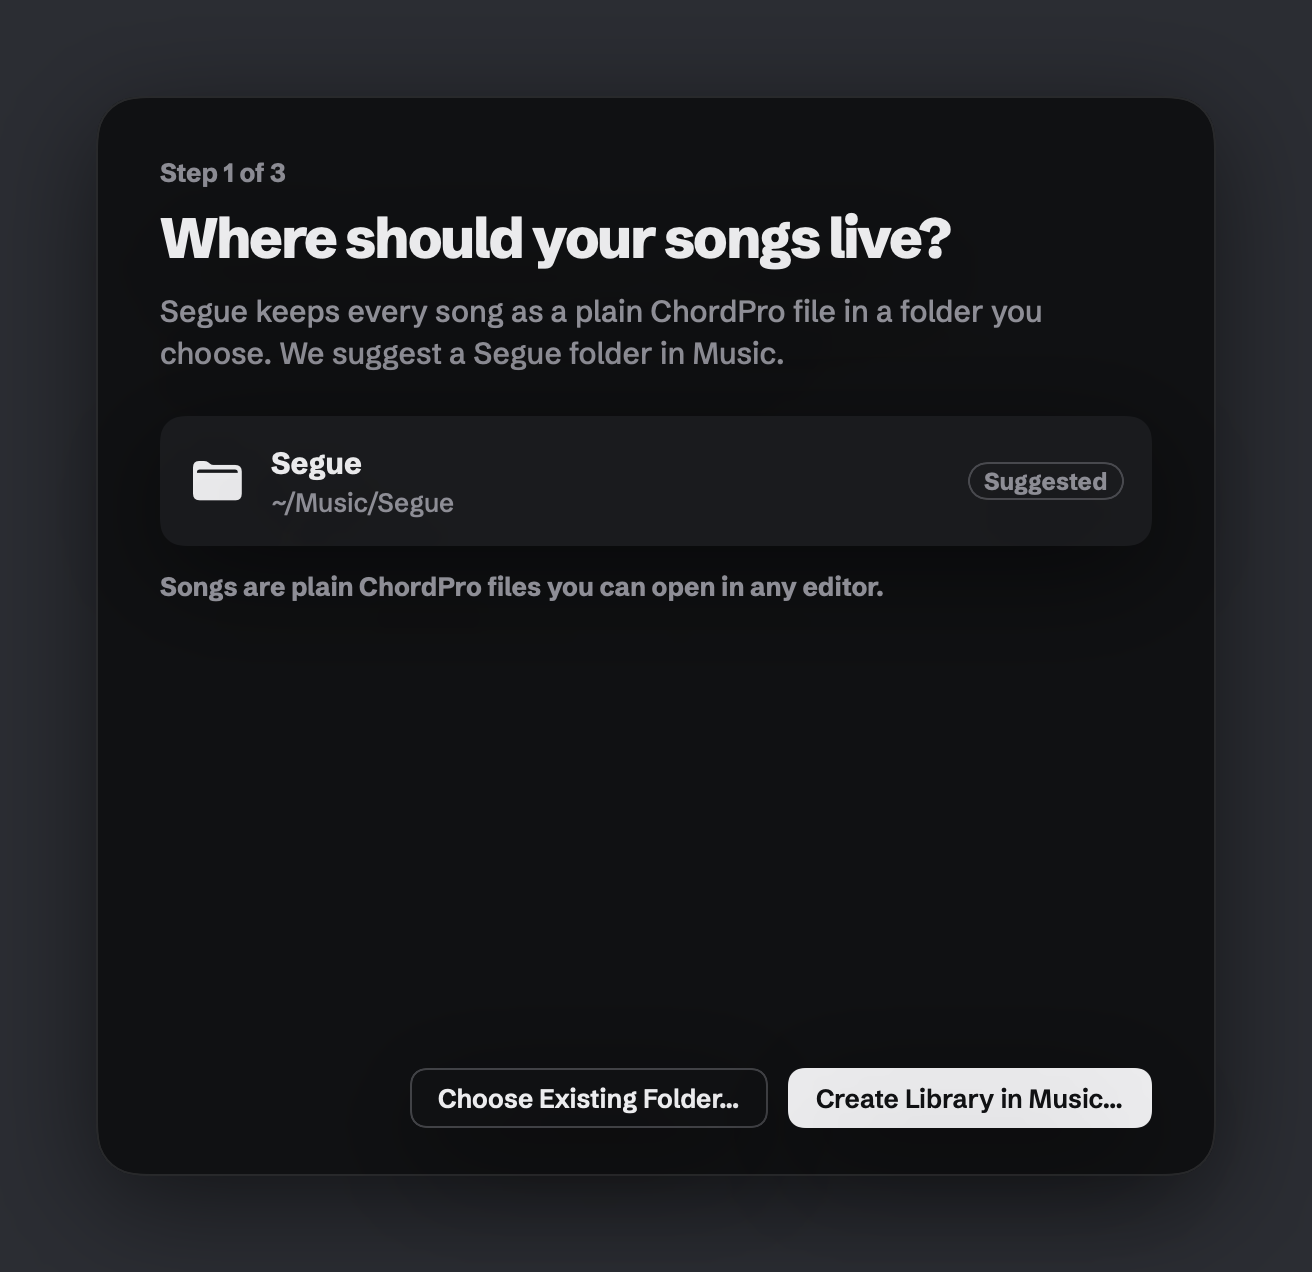 Step 1 of 3
Where should your songs live?
Segue keeps every song as a plain ChordPro file in a folder you
choose. We suggest a Segue folder in Music.
Segue
~/Music/Segue
Suggested
Songs are plain ChordPro files you can open in any editor.
Choose Existing Folder...
Create Library in Music...